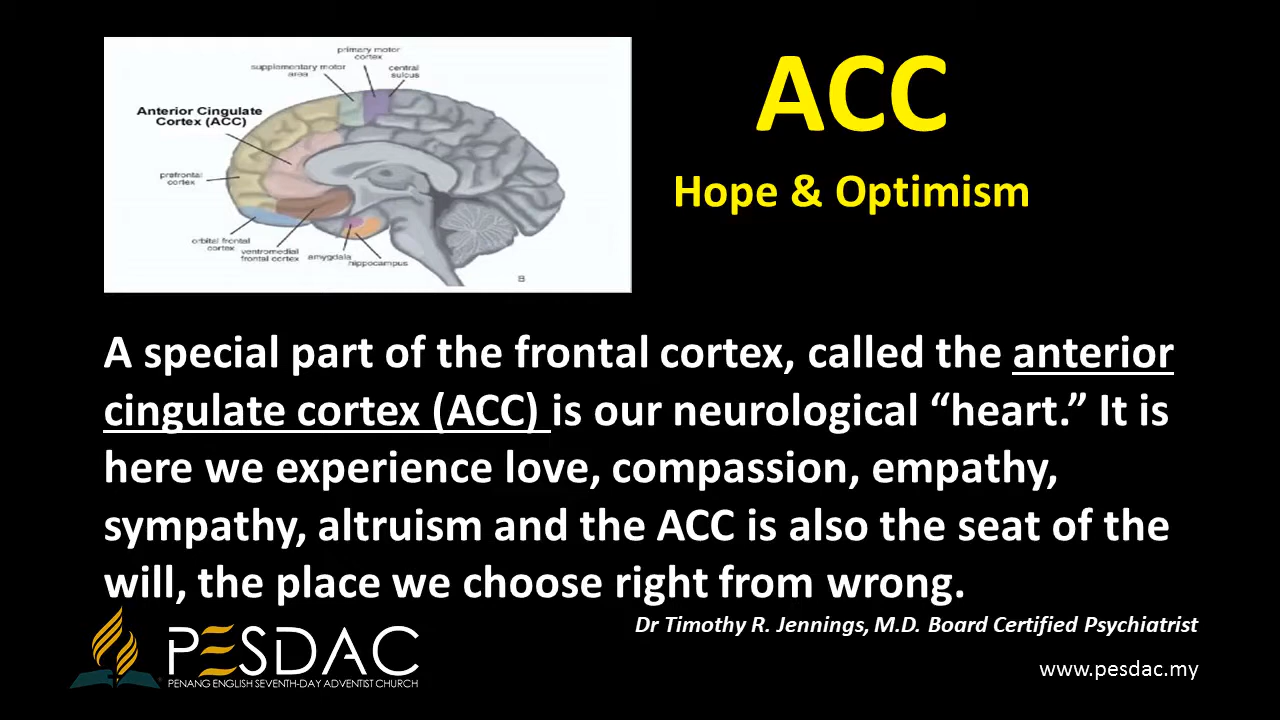 primary motor
cortex
supplementary motor
area
central
sulcus
Anterior Cingulate
Cortex (ACC)
prefrontal
cortex
orbital frontal
cortex
ventromedial
frontal cortex
amygdala
hippocampus
B
ACC
Hope & Optimism
A special part of the frontal cortex, called the anterior
cingulate cortex (ACC) is our neurological “heart.” It is
here we experience love, compassion, empathy,
sympathy, altruism and the ACC is also the seat of the
will, the place we choose right from wrong.
Dr Timothy R. Jennings, M.D. Board Certified Psychiatrist
PESDAC
PENANG ENGLISH SEVENTH-DAY ADVENTIST CHURCH
www.pesdac.my